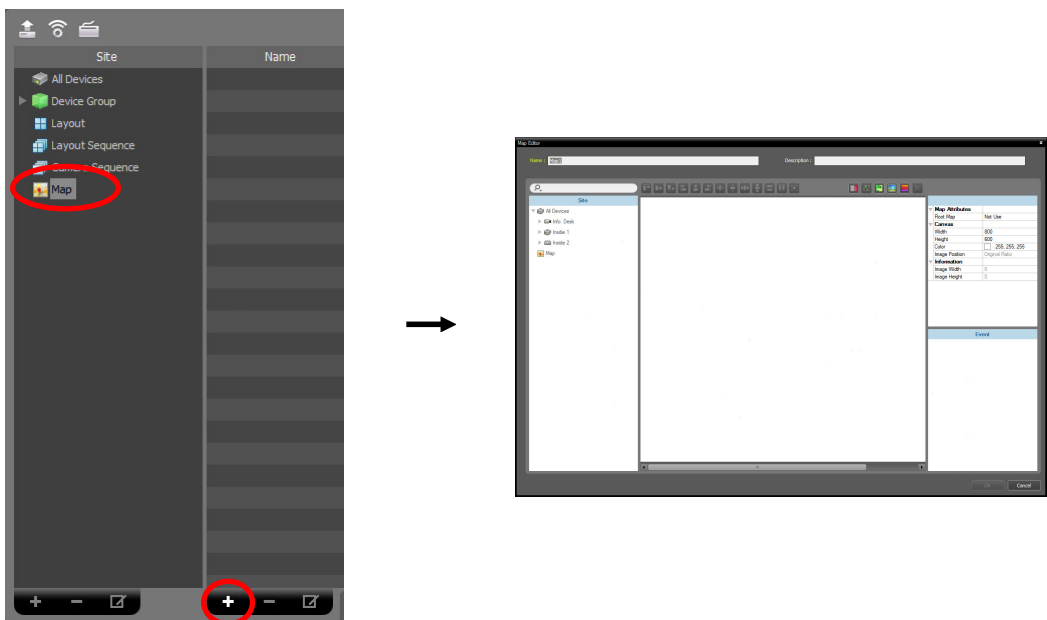 Site
Name
All Devices
Device Group
Layout
Layout Sequence
Camera Sequence
Map
Map Editor
Name :
Description :
Site
All Devices
Info. Desk
Inside 1
Inside 2
Map
Map Attributes
Root Map Not Use
Canvas
Width 800
Height 600
Color 255; 255; 255
Image Position Original Ratio
Information
Image Width 0
Image Height 0
Event
OK
Cancel